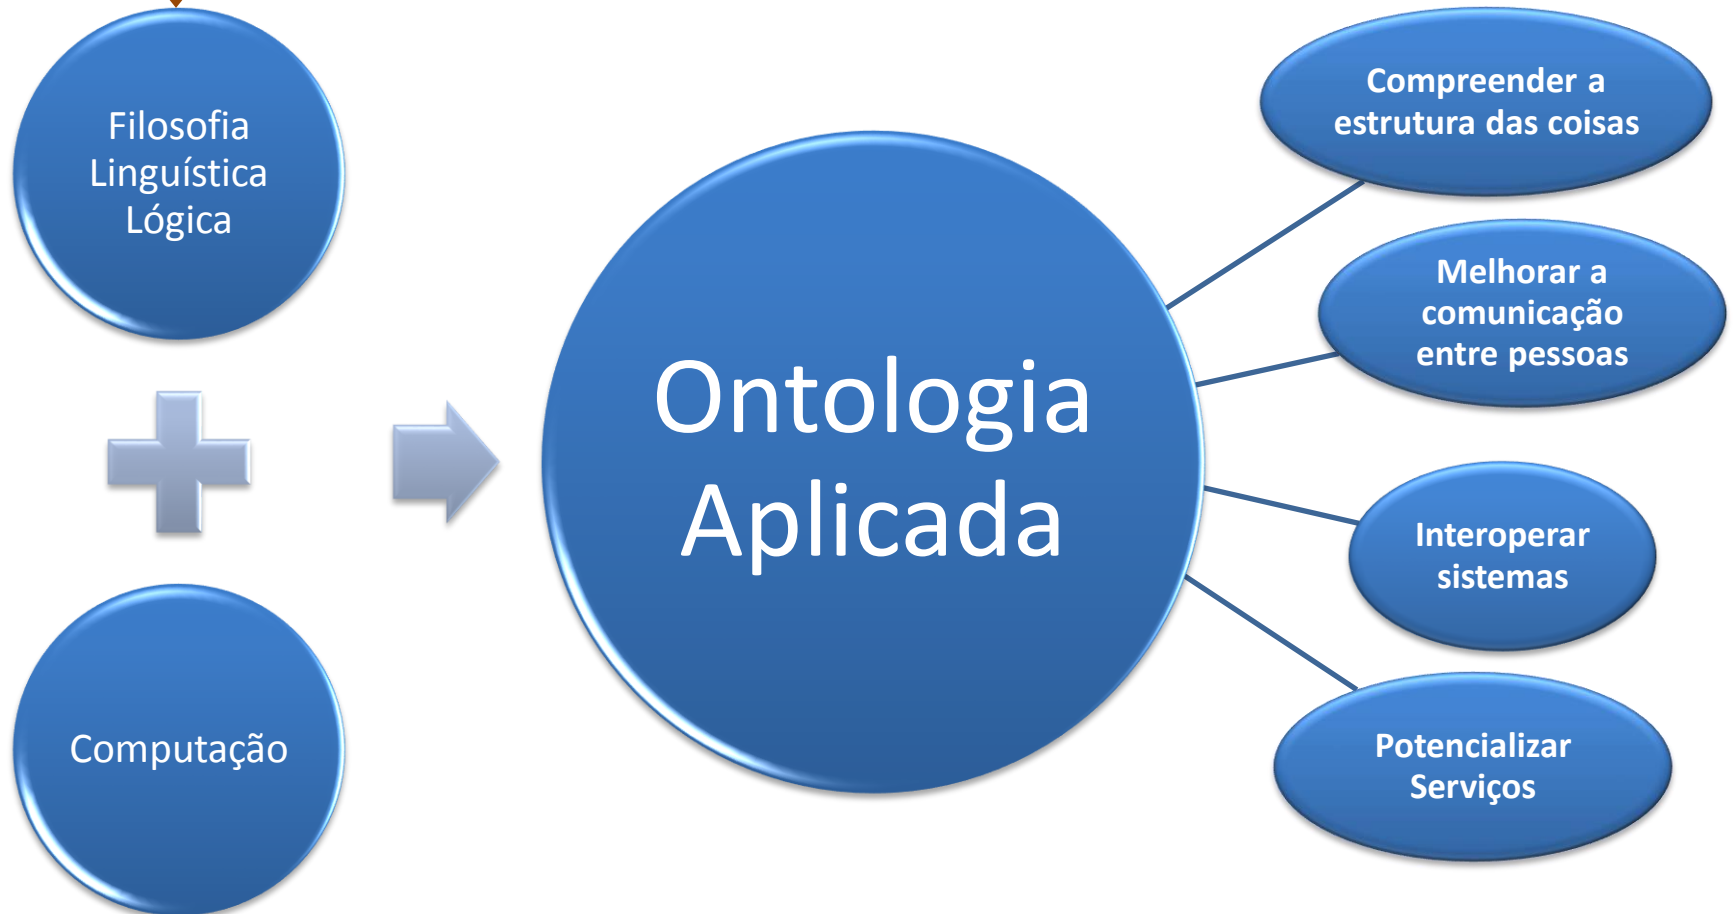 Filosofia
Linguística
Lógica
Computação
Ontologia
Aplicada
Compreender a
estrutura das coisas
Melhorar a
comunicação
entre pessoas
Interoperar
sistemas
Potencializar
Serviços